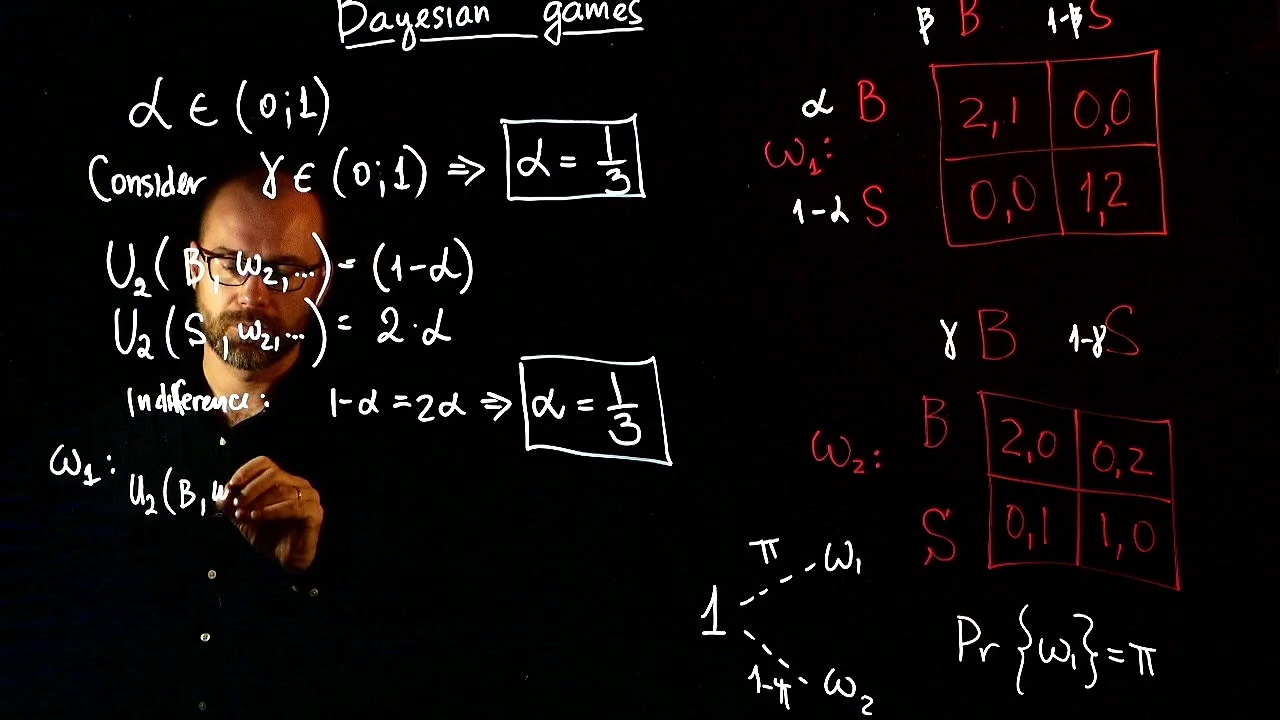 Bayesian games
α ∈ (0;1)
Consider γ ∈ (0;1) ⇒ α = 1/3
U₂(B, ω₂, ...) = (1-α)
U₂(S, ω₂, ...) = 2·α
Indifference: 1-α = 2α ⇒ α = 1/3
ω₁:
U₂(B, ω
β B 1-β S
α B 2,1 0,0
ω₁:
1-α S 0,0 1,2
γ B 1-γ S
B 2,0 0,2
ω₂:
S 0,1 1,0
π ω₁
1
1-π ω₂
Pr {ω₁} = π